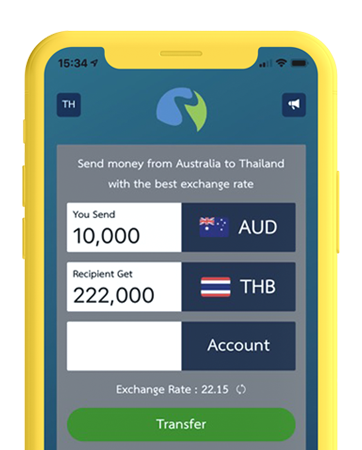 15:34
TH
Send money from Australia to Thailand
with the best exchange rate
You Send
10,000
AUD
Recipient Get
222,000
THB
Account
Exchange Rate : 22.15
Transfer